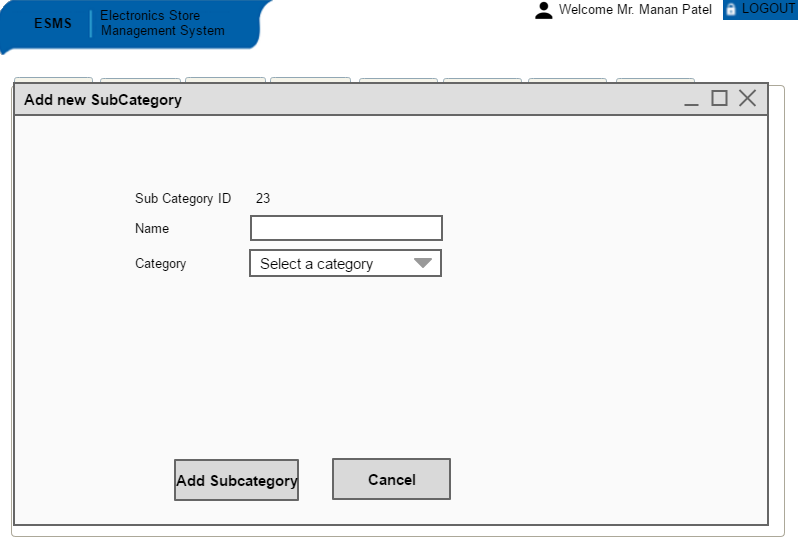 ESMS
Electronics Store
Management System
Welcome Mr. Manan Patel
LOGOUT
Add new SubCategory
Sub Category ID 23
Name
Category Select a category
Add Subcategory Cancel